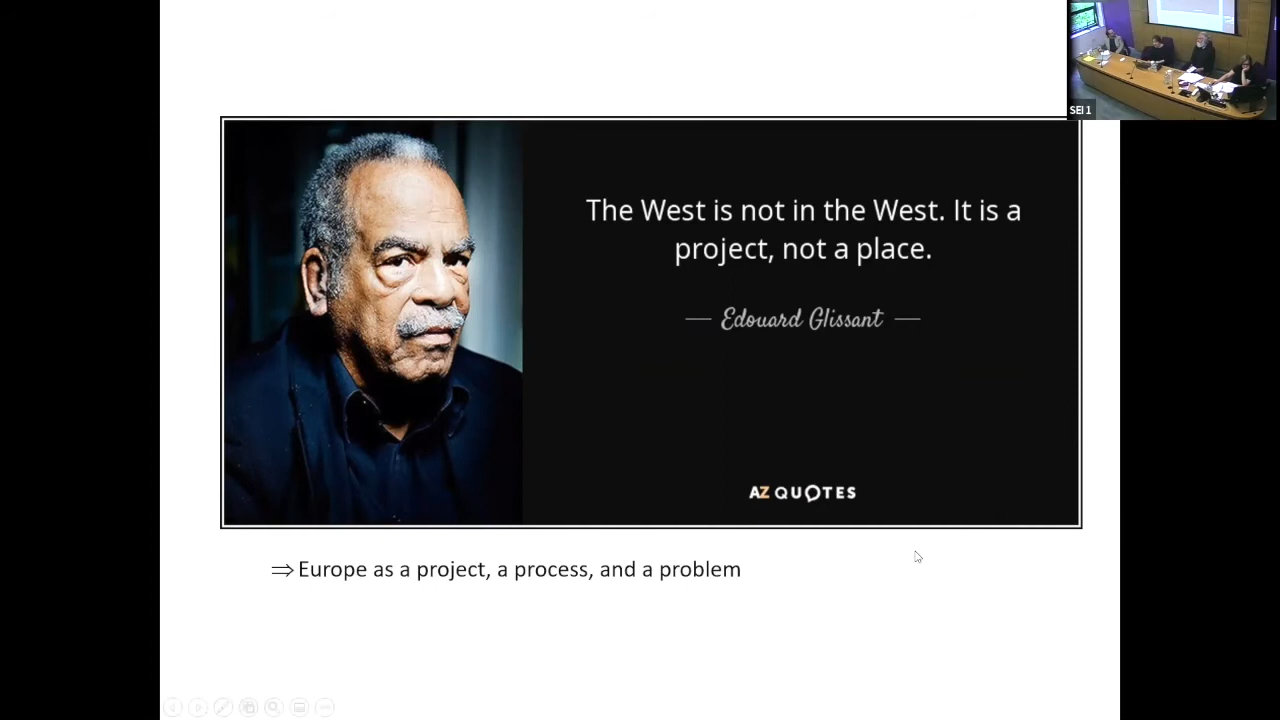 SEI 1
The West is not in the West. It is a
project, not a place.
— Edouard Glissant —
AZ QUOTES
⇒ Europe as a project, a process, and a problem